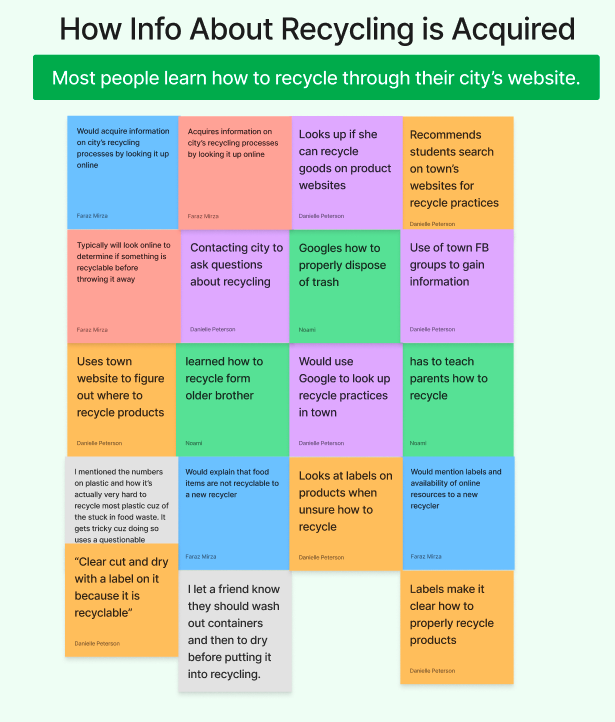 How Info About Recycling is Acquired
Most people learn how to recycle through their city's website.
Would acquire information
on city's recycling
processes by looking it up
online
Faraz Mirza
Acquires information on
city's recycling processes
by looking it up online
Faraz Mirza
Looks up if she
can recycle
goods on product
websites
Danielle Peterson
Recommends
students search
on town's
websites for
recycle practices
Danielle Peterson
Typically will look online to
determine if something is
recyclable before
throwing it away
Faraz Mirza
Contacting city to
ask questions
about recycling
Danielle Peterson
Googles how to
properly dispose
of trash
Noami
Use of town FB
groups to gain
information
Danielle Peterson
Uses town
website to figure
out where to
recycle products
Danielle Peterson
learned how to
recycle form
older brother
Noami
Would use
Google to look up
recycle practices
in town
Danielle Peterson
has to teach
parents how to
recycle
Noami
I mentioned the numbers
on plastic and how it's
actually very hard to
recycle most plastic cuz of
the stuck in food waste. It
gets tricky cuz doing so
uses a questionable
Would explain that food
items are not recyclable to
a new recycler
Faraz Mirza
Looks at labels on
products when
unsure how to
recycle
Danielle Peterson
Would mention labels and
availability of online
resources to a new
recycler
Faraz Mirza
"Clear cut and dry
with a label on it
because it is
recyclable"
Danielle Peterson
I let a friend know
they should wash
out containers
and then to dry
before putting it
into recycling.
Labels make it
clear how to
properly recycle
products
Danielle Peterson